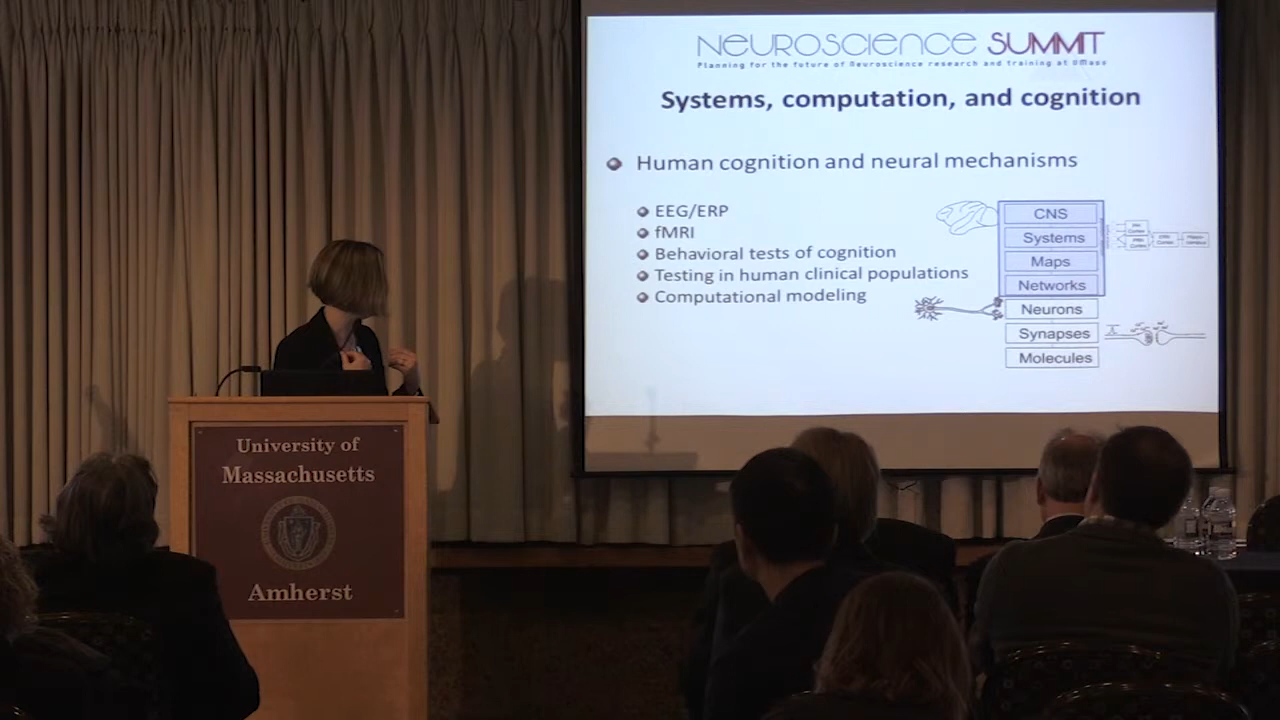 NEUROSCIENCE SUMMIT
Planning for the future of Neuroscience research and training at UMass
Systems, computation, and cognition
Human cognition and neural mechanisms
EEG/ERP
fMRI
Behavioral tests of cognition
Testing in human clinical populations
Computational modeling
CNS
Systems
Maps
Networks
Neurons
Synapses
Molecules
University of
Massachusetts
Amherst